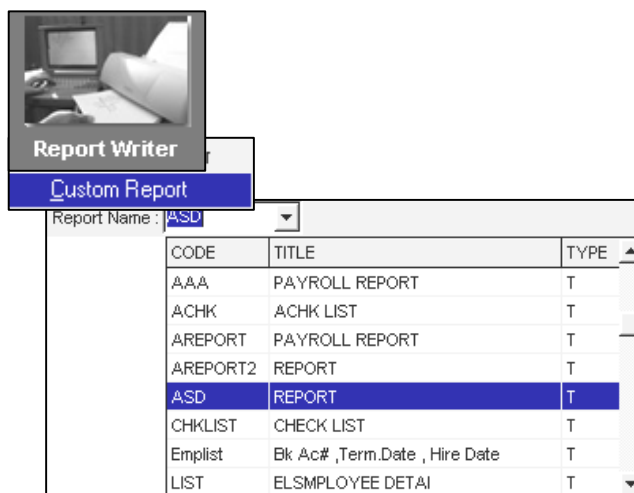 Report Writer
Custom Report
Report Name : ASD
CODE TITLE TYPE
AAA PAYROLL REPORT T
ACHK ACHK LIST T
AREPORT PAYROLL REPORT T
AREPORT2 REPORT T
ASD REPORT T
CHKLIST CHECK LIST T
Emplist Bk Ac# ,Term.Date , Hire Date T
LIST ELSMPLOYEE DETAI T